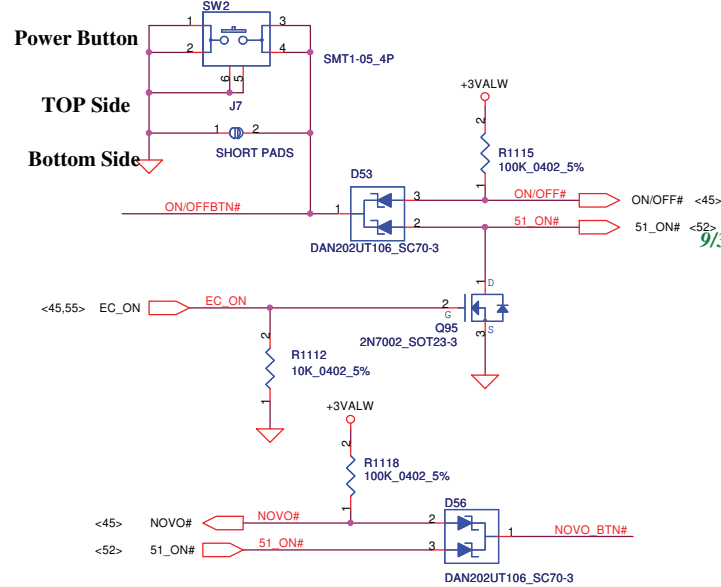 SW2
1 3
Power Button
2 4
SMT1-05_4P
6 5
+3VALW
TOP Side
J7
2
1 2
R1115
100K_0402_5%
Bottom Side
SHORT PADS
1
D53
3 ON/OFF# ON/OFF# <45>
ON/OFFBTN# 1
2 51_ON# 51_ON# <52>
9/3
DAN202UT106_SC70-3
1 D
<45,55> EC_ON EC_ON 2
G
Q95 S
2N7002_SOT23-3 3
2
R1112
10K_0402_5%
1
+3VALW
2
R1118
100K_0402_5%
1
D56
<45> NOVO# NOVO# 2
1 NOVO_BTN#
<52> 51_ON# 51_ON# 3
DAN202UT106_SC70-3